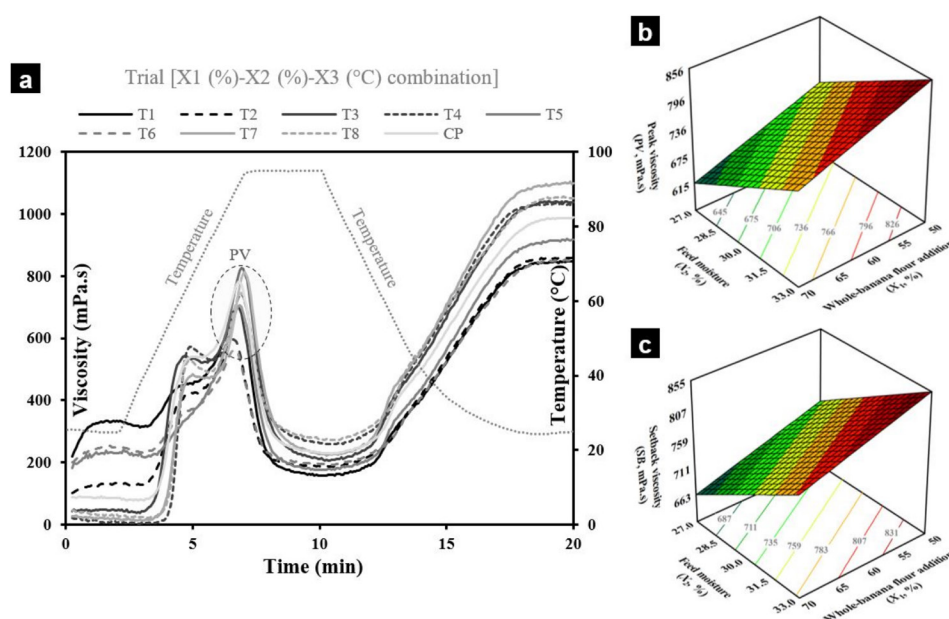 a
Trial [X1 (%)-X2 (%)-X3 (°C) combination]
T1 T2 T3 T4 T5
T6 T7 T8 CP
1200
1000
800
600
400
200
0
Viscosity (mPa.s)
Temperature
PV
Temperature
100
80
60
40
20
0
Temperature (°C)
0 5 10 15 20
Time (min)
b
856
796
736
675
615
Peak viscosity
(PV, mPa.s)
27.0
28.5
30.0
31.5
33.0
Feed moisture
(X2, %)
645 675 706 736 766 796 826
50
55
60
65
70
Whole-banana flour addition
(X1, %)
c
855
807
759
711
663
Setback viscosity
(SB, mPa.s)
27.0
28.5
30.0
31.5
33.0
Feed moisture
(X2, %)
687 711 735 759 783 807 831
50
55
60
65
70
Whole-banana flour addition
(X1, %)